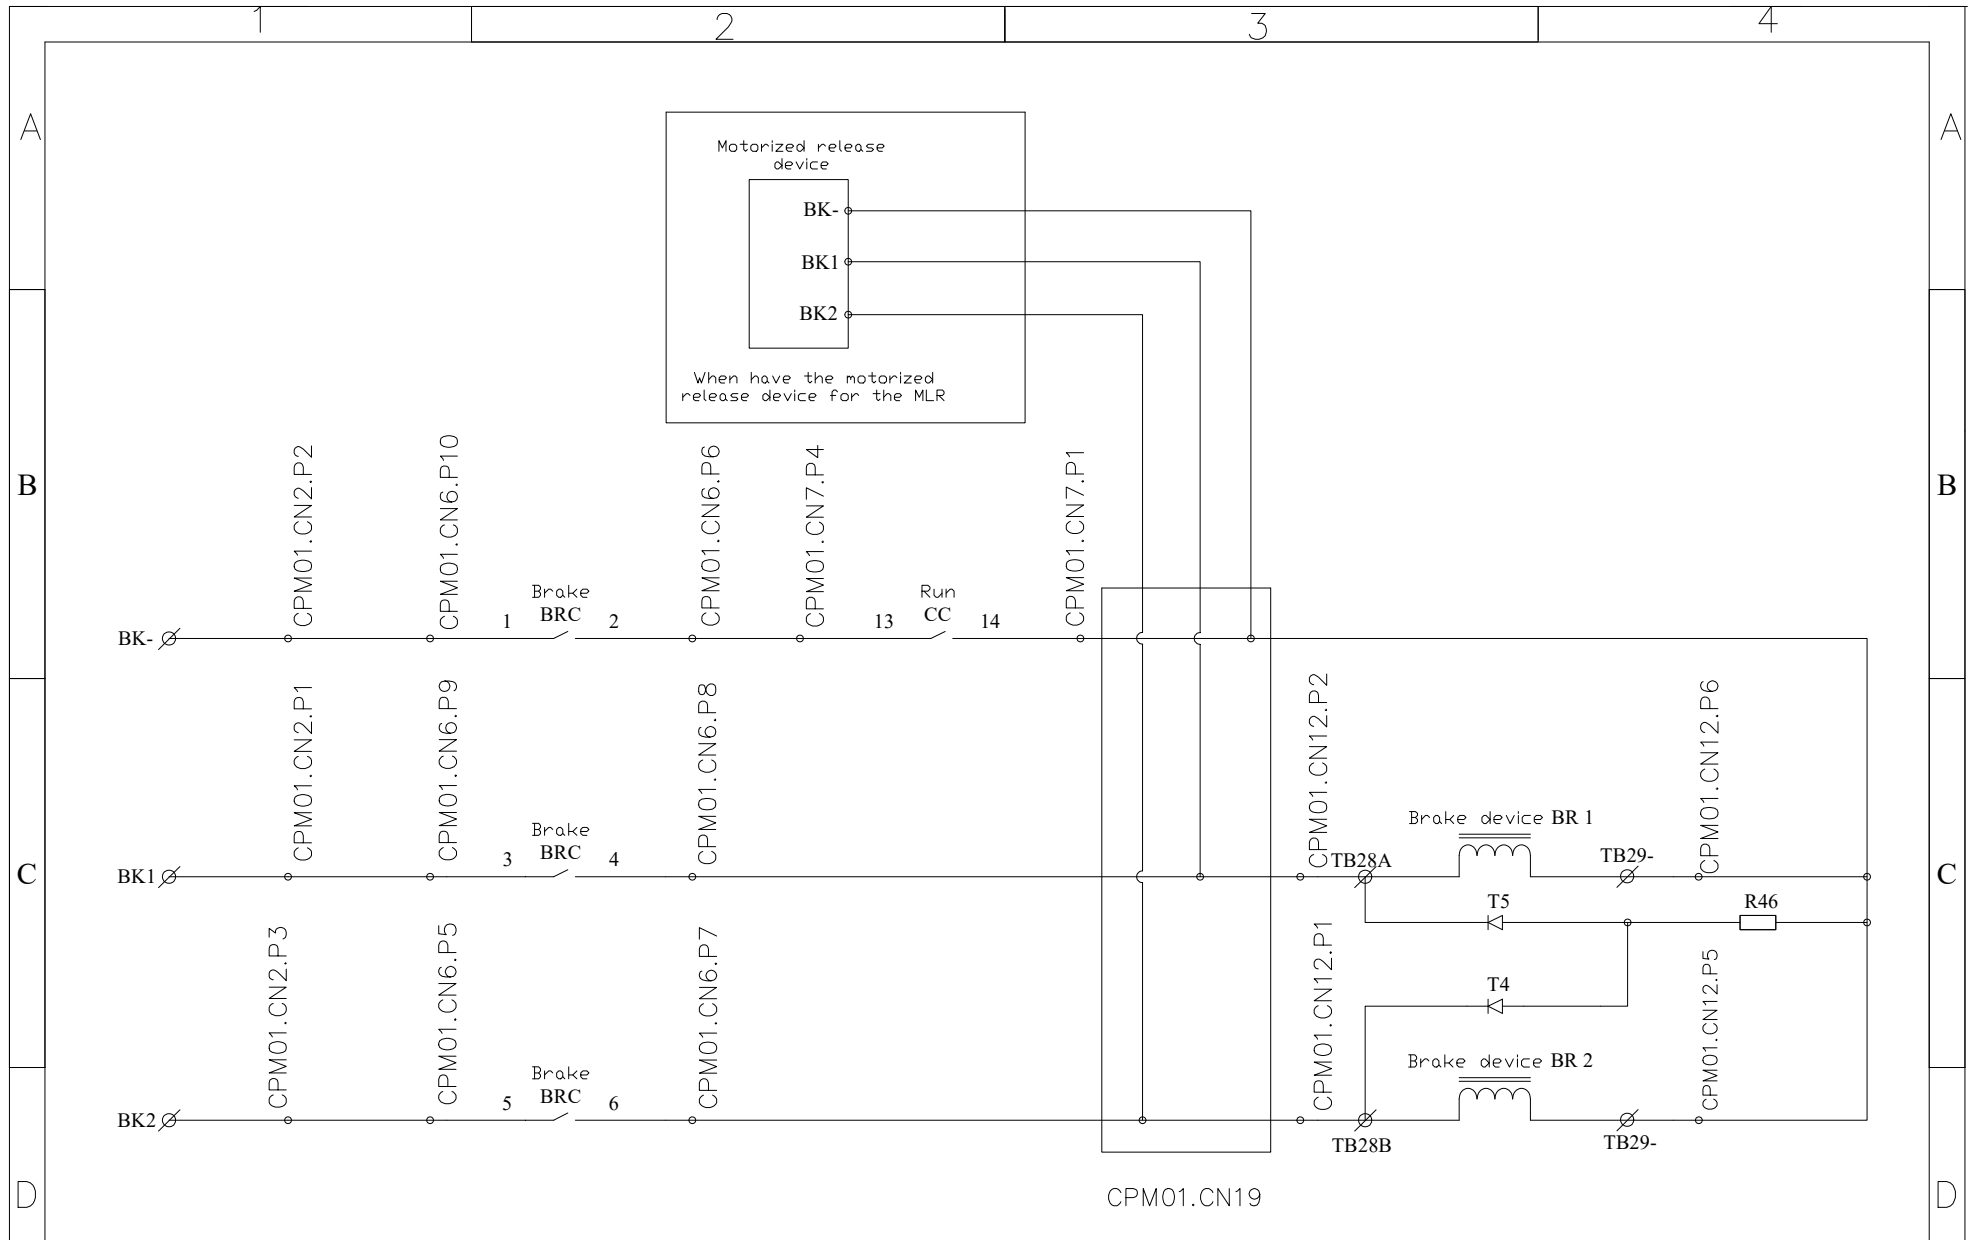 1
2
3
4
A
A
Motorized release
device
BK-
BK1
BK2
When have the motorized
release device for the MLR
B
B
CPM01.CN2.P2
CPM01.CN6.P10
CPM01.CN6.P6
CPM01.CN7.P4
CPM01.CN7.P1
Brake
BRC
1
2
Run
CC
13
14
BK-
CPM01.CN2.P1
CPM01.CN6.P9
CPM01.CN6.P8
CPM01.CN12.P2
CPM01.CN12.P6
Brake
BRC
3
4
Brake device BR 1
TB28A
TB29-
C
BK1
C
T5
R46
CPM01.CN2.P3
CPM01.CN6.P5
CPM01.CN6.P7
CPM01.CN12.P1
CPM01.CN12.P5
T4
Brake
BRC
5
6
Brake device BR 2
BK2
TB28B
TB29-
D
CPM01.CN19
D